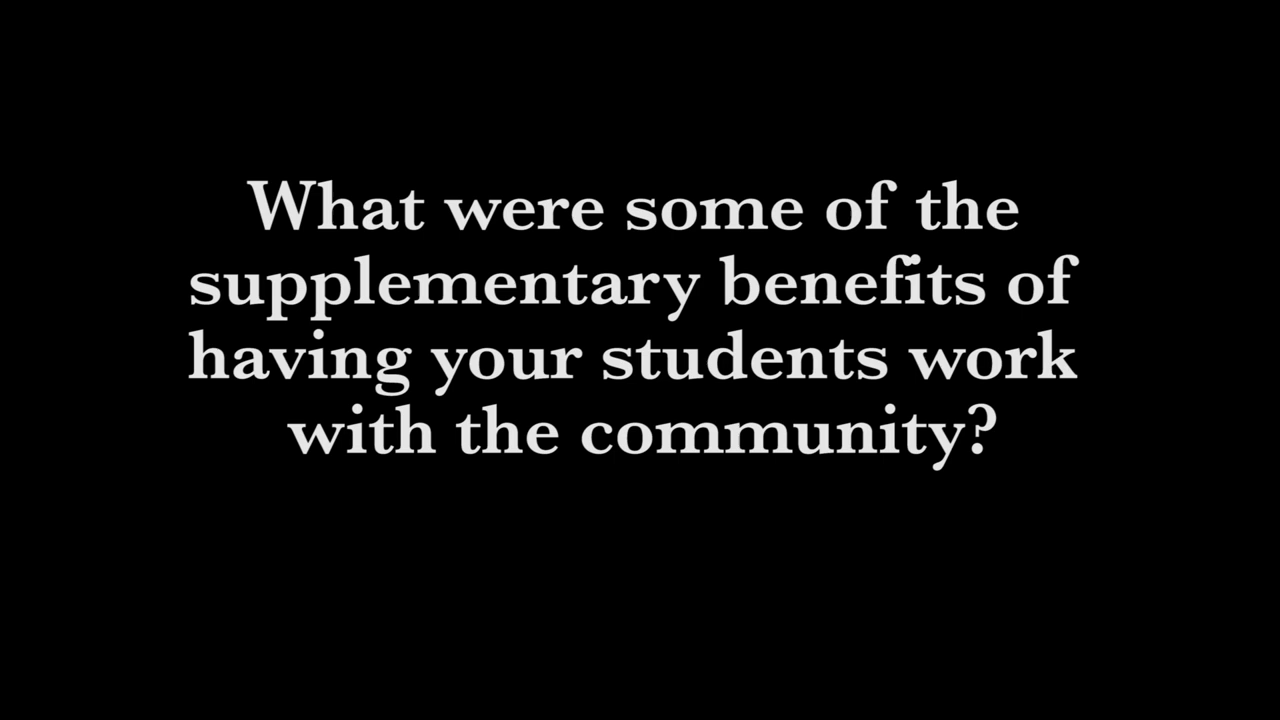 What were some of the
supplementary benefits of
having your students work
with the community?